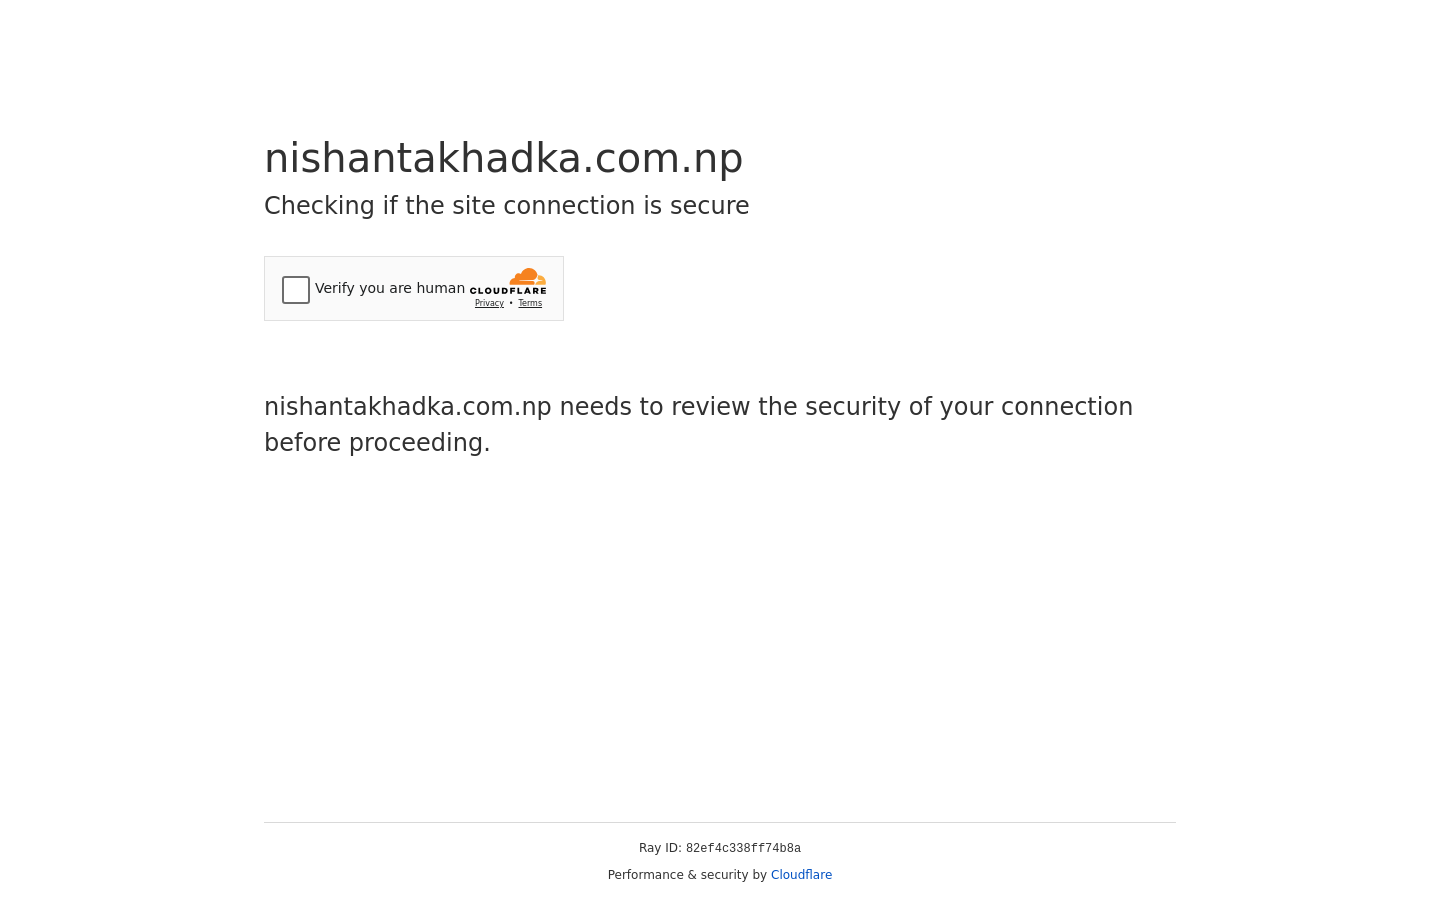 nishantakhadka.com.np
Checking if the site connection is secure
Verify you are human
CLOUDFLARE
Privacy • Terms
nishantakhadka.com.np needs to review the security of your connection
before proceeding.
Ray ID: 82ef4c338ff74b8a
Performance & security by Cloudflare